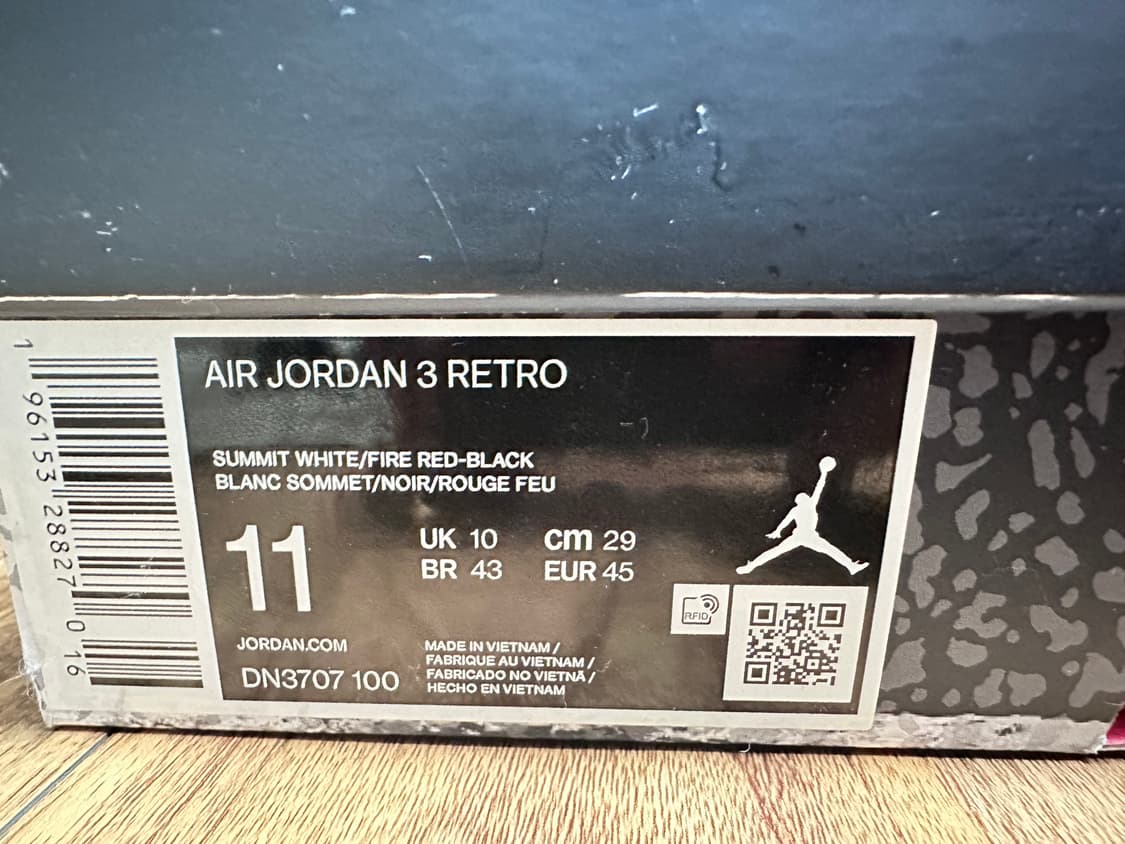 AIR JORDAN 3 RETRO
SUMMIT WHITE/FIRE RED-BLACK
BLANC SOMMET/NOIR/ROUGE FEU
11
UK 10 cm 29
BR 43 EUR 45
RFID
JORDAN.COM
DN3707 100
MADE IN VIETNAM /
FABRIQUE AU VIETNAM /
FABRICADO NO VIETNÃ /
HECHO EN VIETNAM
1 96153 28827 0 16